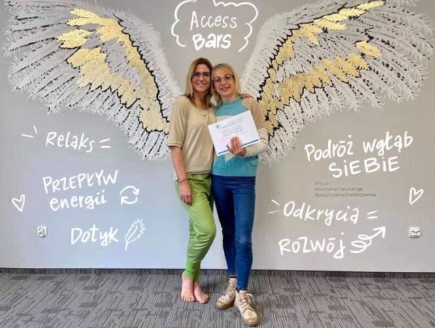 Access
Bars
Relaks
PRZEPŁYW
energii
Dotyk
Podróż wgłąb
SIEBIE
Odkrycia
Rozwój